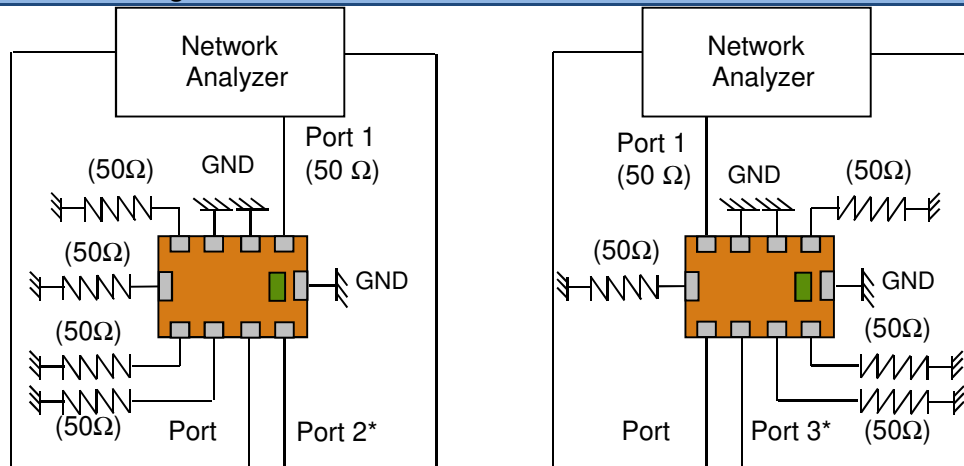 Network
Analyzer
Port 1
(50 Ω)
GND
(50Ω)
(50Ω)
GND
(50Ω)
(50Ω)
Port
Port 2*
Network
Analyzer
Port 1
(50 Ω)
GND
(50Ω)
(50Ω)
GND
(50Ω)
(50Ω)
Port
Port 3*